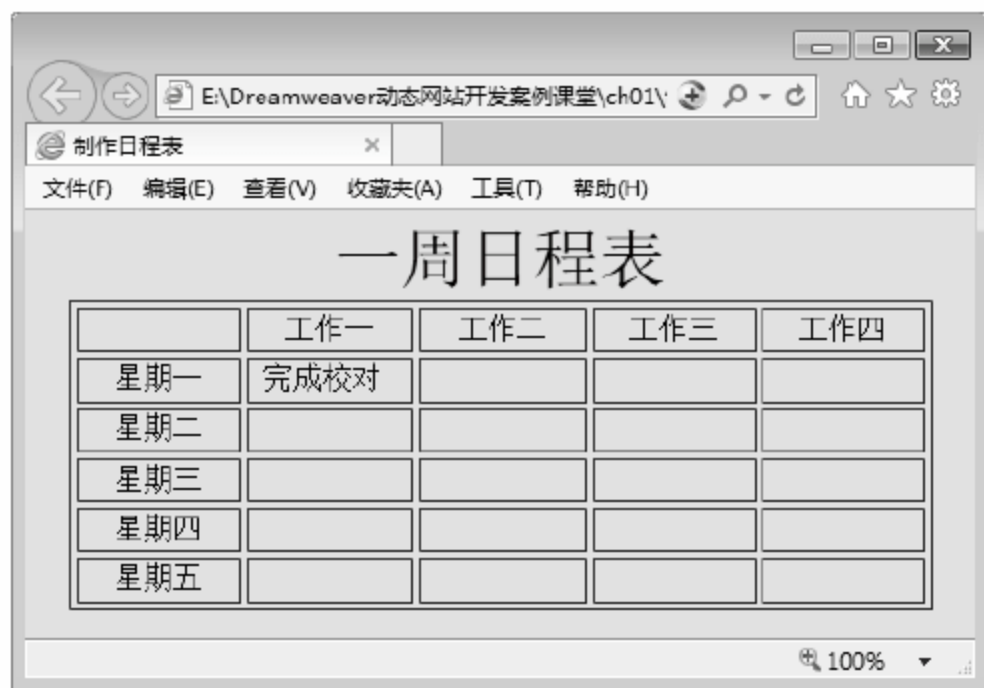 E:\Dreamweaver动态网站开发案例课堂\ch01\
制作日程表
文件(F) 编辑(E) 查看(V) 收藏夹(A) 工具(T) 帮助(H)
一周日程表
工作一 工作二 工作三 工作四
星期一 完成校对
星期二
星期三
星期四
星期五
100%